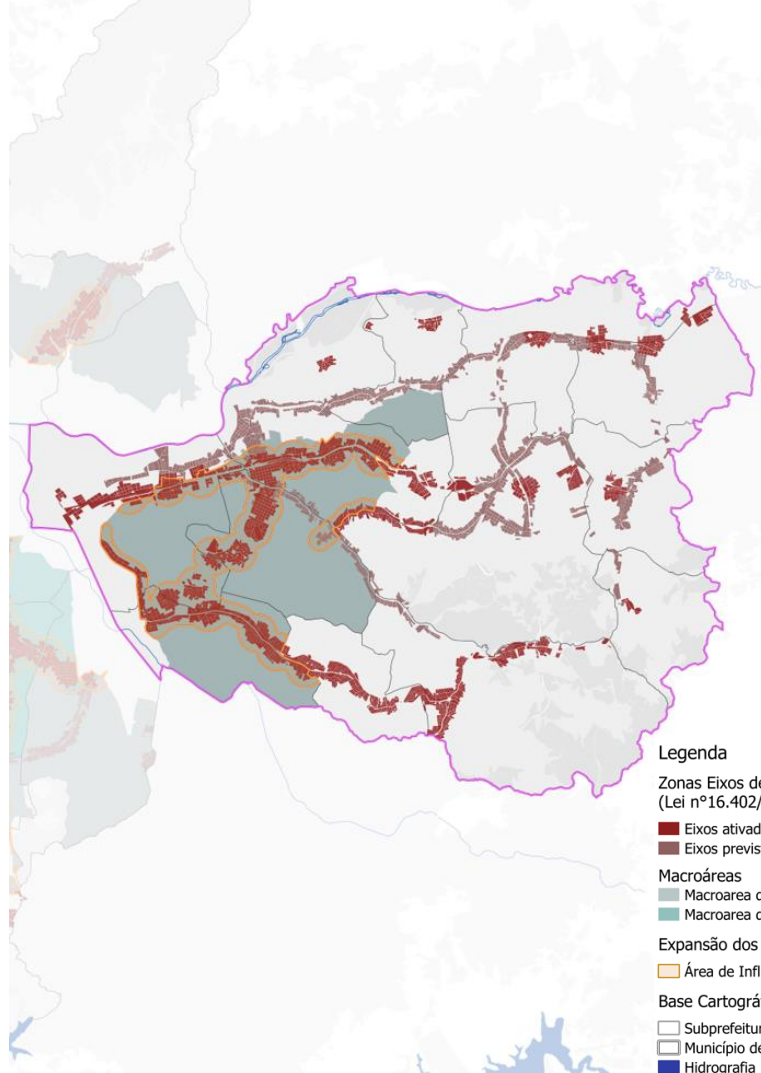 Legenda
Zonas Eixos de
(Lei n°16.402/
Eixos ativad
Eixos previs
Macroáreas
Macroarea d
Macroarea d
Expansão dos
Área de Infl
Base Cartográf
Subprefeitur
Município de
Hidrografia